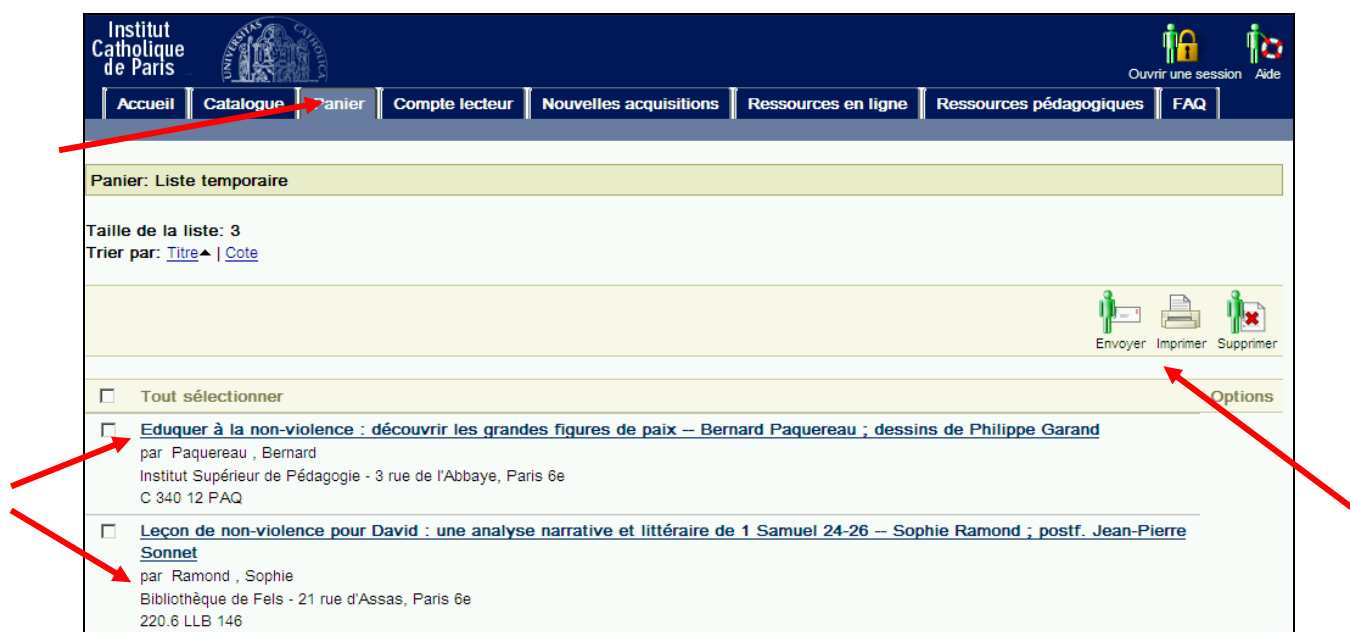 Institut
Catholique
de Paris
UNIVERSITAS CATHOLICA
Ouvrir une session Aide
Accueil Catalogue Panier Compte lecteur Nouvelles acquisitions Ressources en ligne Ressources pédagogiques FAQ
Panier: Liste temporaire
Taille de la liste: 3
Trier par: Titre | Cote
Envoyer Imprimer Supprimer
Tout sélectionner Options
Eduquer à la non-violence : découvrir les grandes figures de paix -- Bernard Paquereau ; dessins de Philippe Garand
par Paquereau , Bernard
Institut Supérieur de Pédagogie - 3 rue de l'Abbaye, Paris 6e
C 340 12 PAQ
Leçon de non-violence pour David : une analyse narrative et littéraire de 1 Samuel 24-26 -- Sophie Ramond ; postf. Jean-Pierre
Sonnet
par Ramond , Sophie
Bibliothèque de Fels - 21 rue d'Assas, Paris 6e
220.6 LLB 146